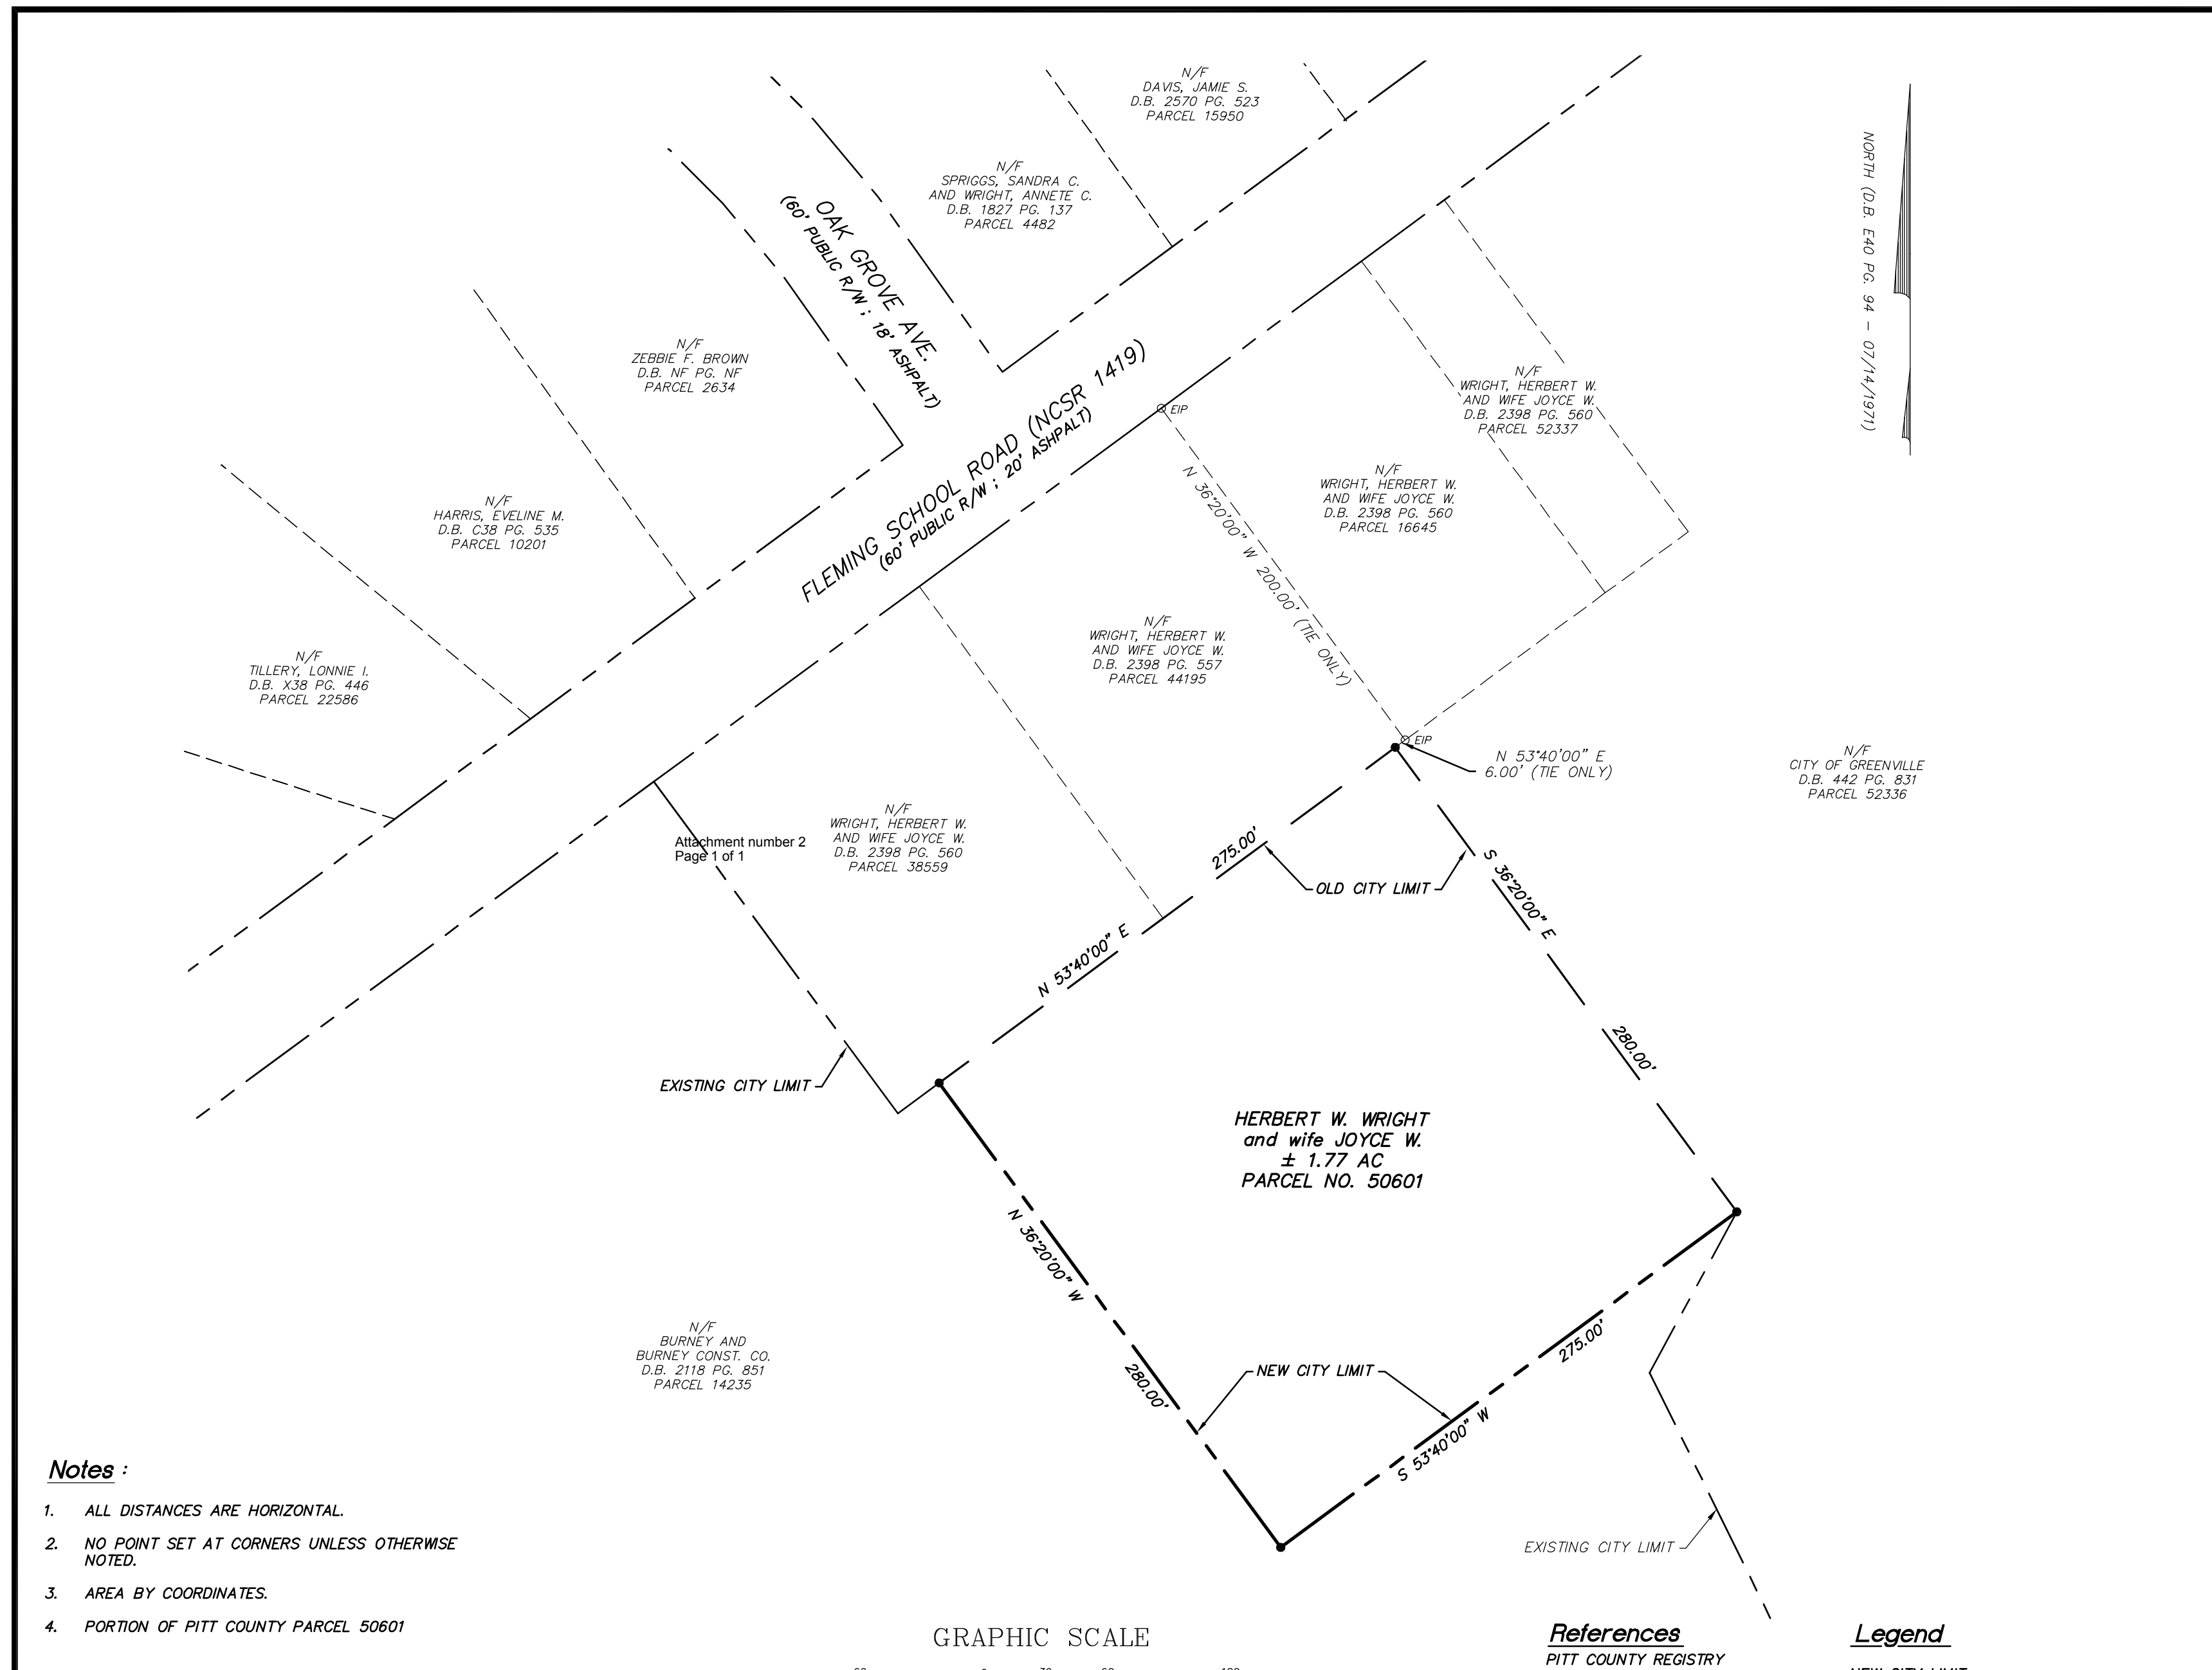 N/F
DAVIS, JAMIE S.
D.B. 2570 PG. 523
PARCEL 15950
N/F
SPRIGGS, SANDRA C.
AND WRIGHT, ANNETE C.
D.B. 1827 PG. 137
PARCEL 4482
NORTH (D.B. E40 PG. 94 - 07/14/1971)
OAK GROVE AVE.
(60' PUBLIC R/W ; 18' ASHPALT)
N/F
ZEBBIE F. BROWN
D.B. NF PG. NF
PARCEL 2634
FLEMING SCHOOL ROAD (NCSR 1419)
(60' PUBLIC R/W ; 20' ASHPALT)
EIP
N/F
WRIGHT, HERBERT W.
AND WIFE JOYCE W.
D.B. 2398 PG. 560
PARCEL 52337
N/F
HARRIS, EVELINE M.
D.B. C38 PG. 535
PARCEL 10201
N 36°20'00" W 200.00' (TIE ONLY)
N/F
WRIGHT, HERBERT W.
AND WIFE JOYCE W.
D.B. 2398 PG. 560
PARCEL 16645
N/F
TILLERY, LONNIE I.
D.B. X38 PG. 446
PARCEL 22586
N/F
WRIGHT, HERBERT W.
AND WIFE JOYCE W.
D.B. 2398 PG. 557
PARCEL 44195
EIP
N 53°40'00" E
6.00' (TIE ONLY)
N/F
CITY OF GREENVILLE
D.B. 442 PG. 831
PARCEL 52336
Attachment number 2
Page 1 of 1
N/F
WRIGHT, HERBERT W.
AND WIFE JOYCE W.
D.B. 2398 PG. 560
PARCEL 38559
275.00'
OLD CITY LIMIT
S 36°20'00" E
N 53°40'00" E
280.00'
EXISTING CITY LIMIT
HERBERT W. WRIGHT
and wife JOYCE W.
± 1.77 AC
PARCEL NO. 50601
N 36°20'00" W
N/F
BURNEY AND
BURNEY CONST. CO.
D.B. 2118 PG. 851
PARCEL 14235
280.00'
NEW CITY LIMIT
275.00'
S 53°40'00" W
EXISTING CITY LIMIT
Notes :
1. ALL DISTANCES ARE HORIZONTAL.
2. NO POINT SET AT CORNERS UNLESS OTHERWISE
NOTED.
3. AREA BY COORDINATES.
4. PORTION OF PITT COUNTY PARCEL 50601
GRAPHIC SCALE
References
PITT COUNTY REGISTRY
Legend
NEW CITY LIMIT